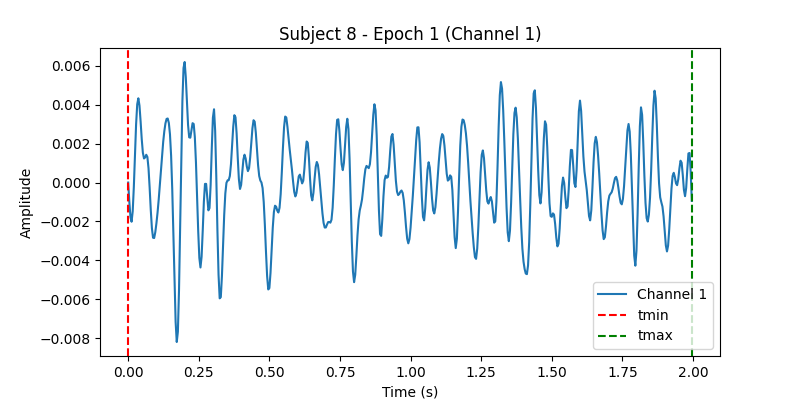 Subject 8 - Epoch 1 (Channel 1)
0.006
0.004
0.002
0.000
−0.002
−0.004
−0.006
−0.008
Amplitude
Channel 1
tmin
tmax
0.00 0.25 0.50 0.75 1.00 1.25 1.50 1.75 2.00
Time (s)